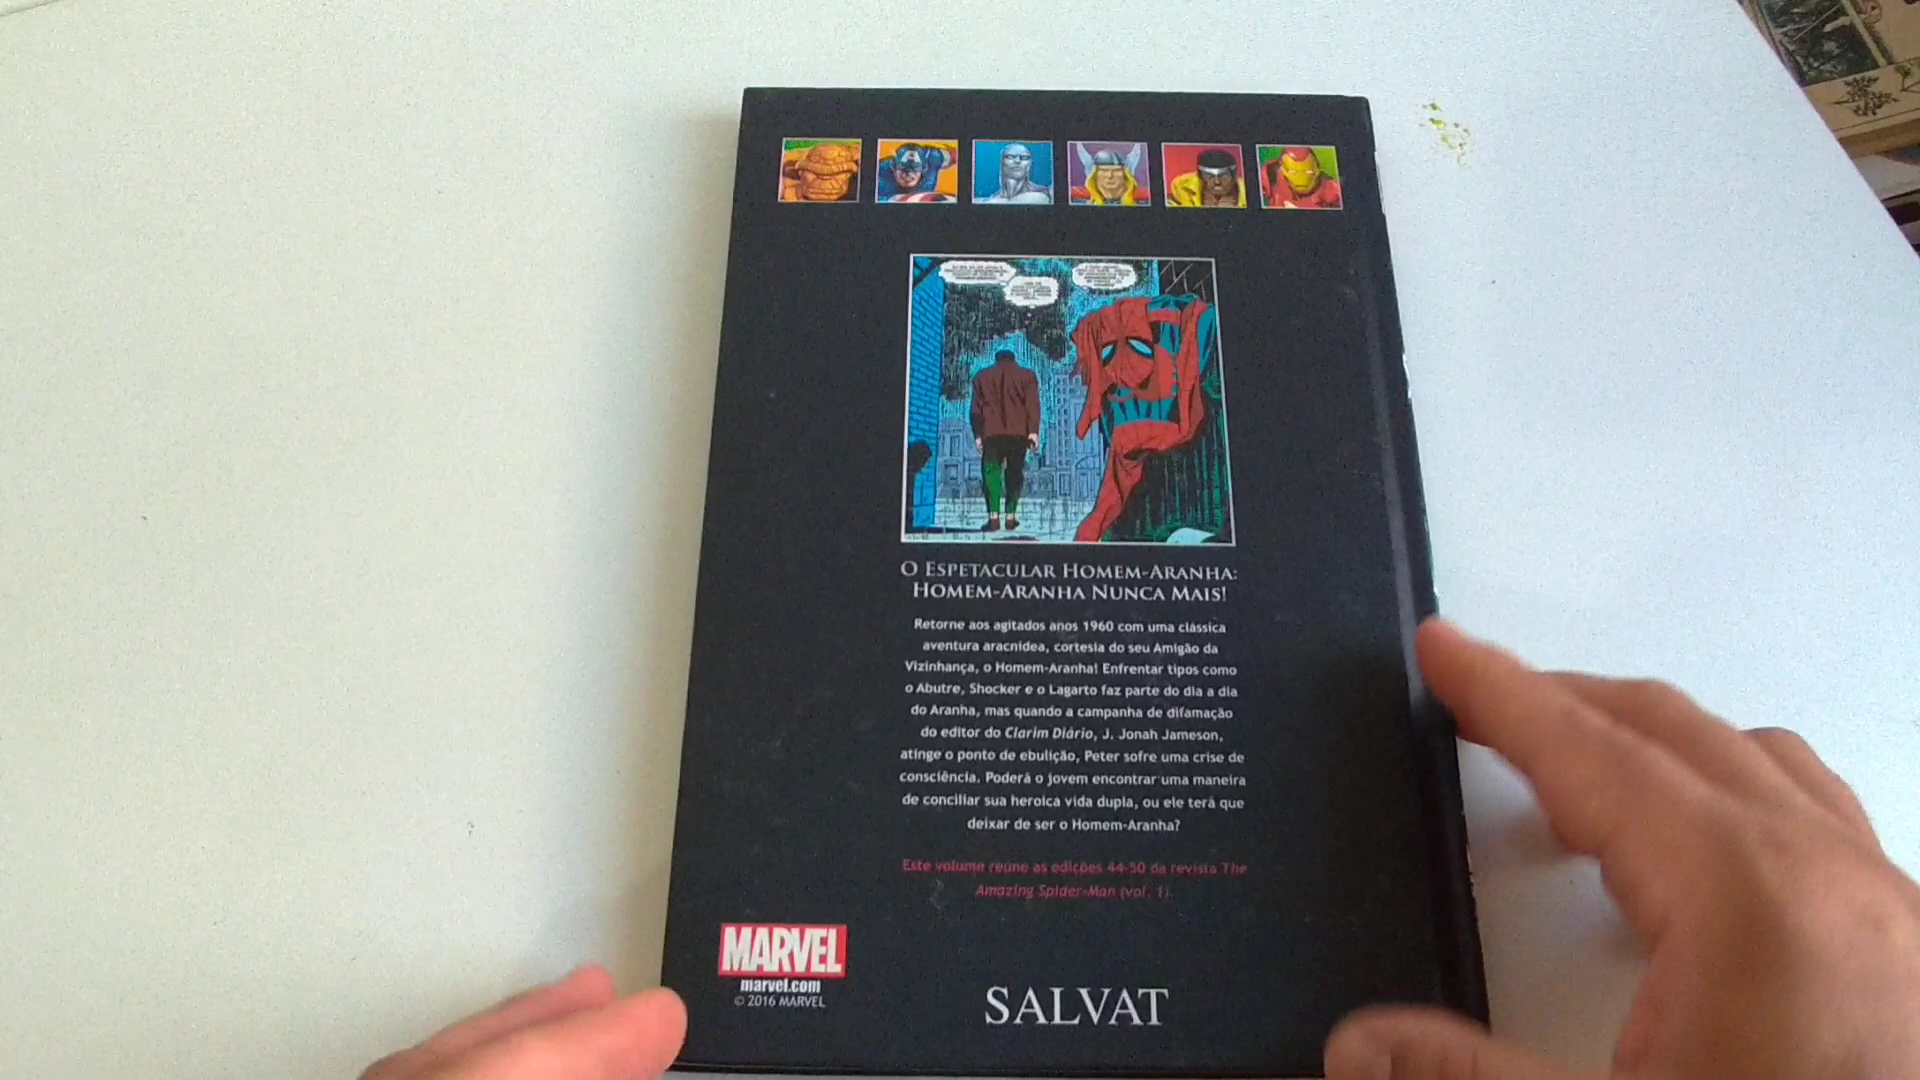 O ESPETACULAR HOMEM-ARANHA:
HOMEM-ARANHA NUNCA MAIS!
Retorne aos agitados anos 1960 com uma clássica
aventura aracnídea, cortesia do seu Amigão da
Vizinhança, o Homem-Aranha! Enfrentar tipos como
o Abutre, Shocker e o Lagarto faz parte do dia a dia
do Aranha, mas quando a campanha de difamação
do editor do Clarim Diário, J. Jonah Jameson,
atinge o ponto de ebulição, Peter sofre uma crise de
consciência. Poderá o jovem encontrar uma maneira
de conciliar sua heroica vida dupla, ou ele terá que
deixar de ser o Homem-Aranha?
Este volume reúne as edições 44-50 da revista The
Amazing Spider-Man (vol. 1).
MARVEL
marvel.com
© 2016 MARVEL
SALVAT